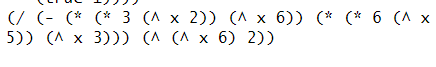 (/ (- (* (* 3 (^ x 2)) (^ x 6)) (* (* 6 (^ x
5)) (^ x 3))) (^ (^ x 6) 2))